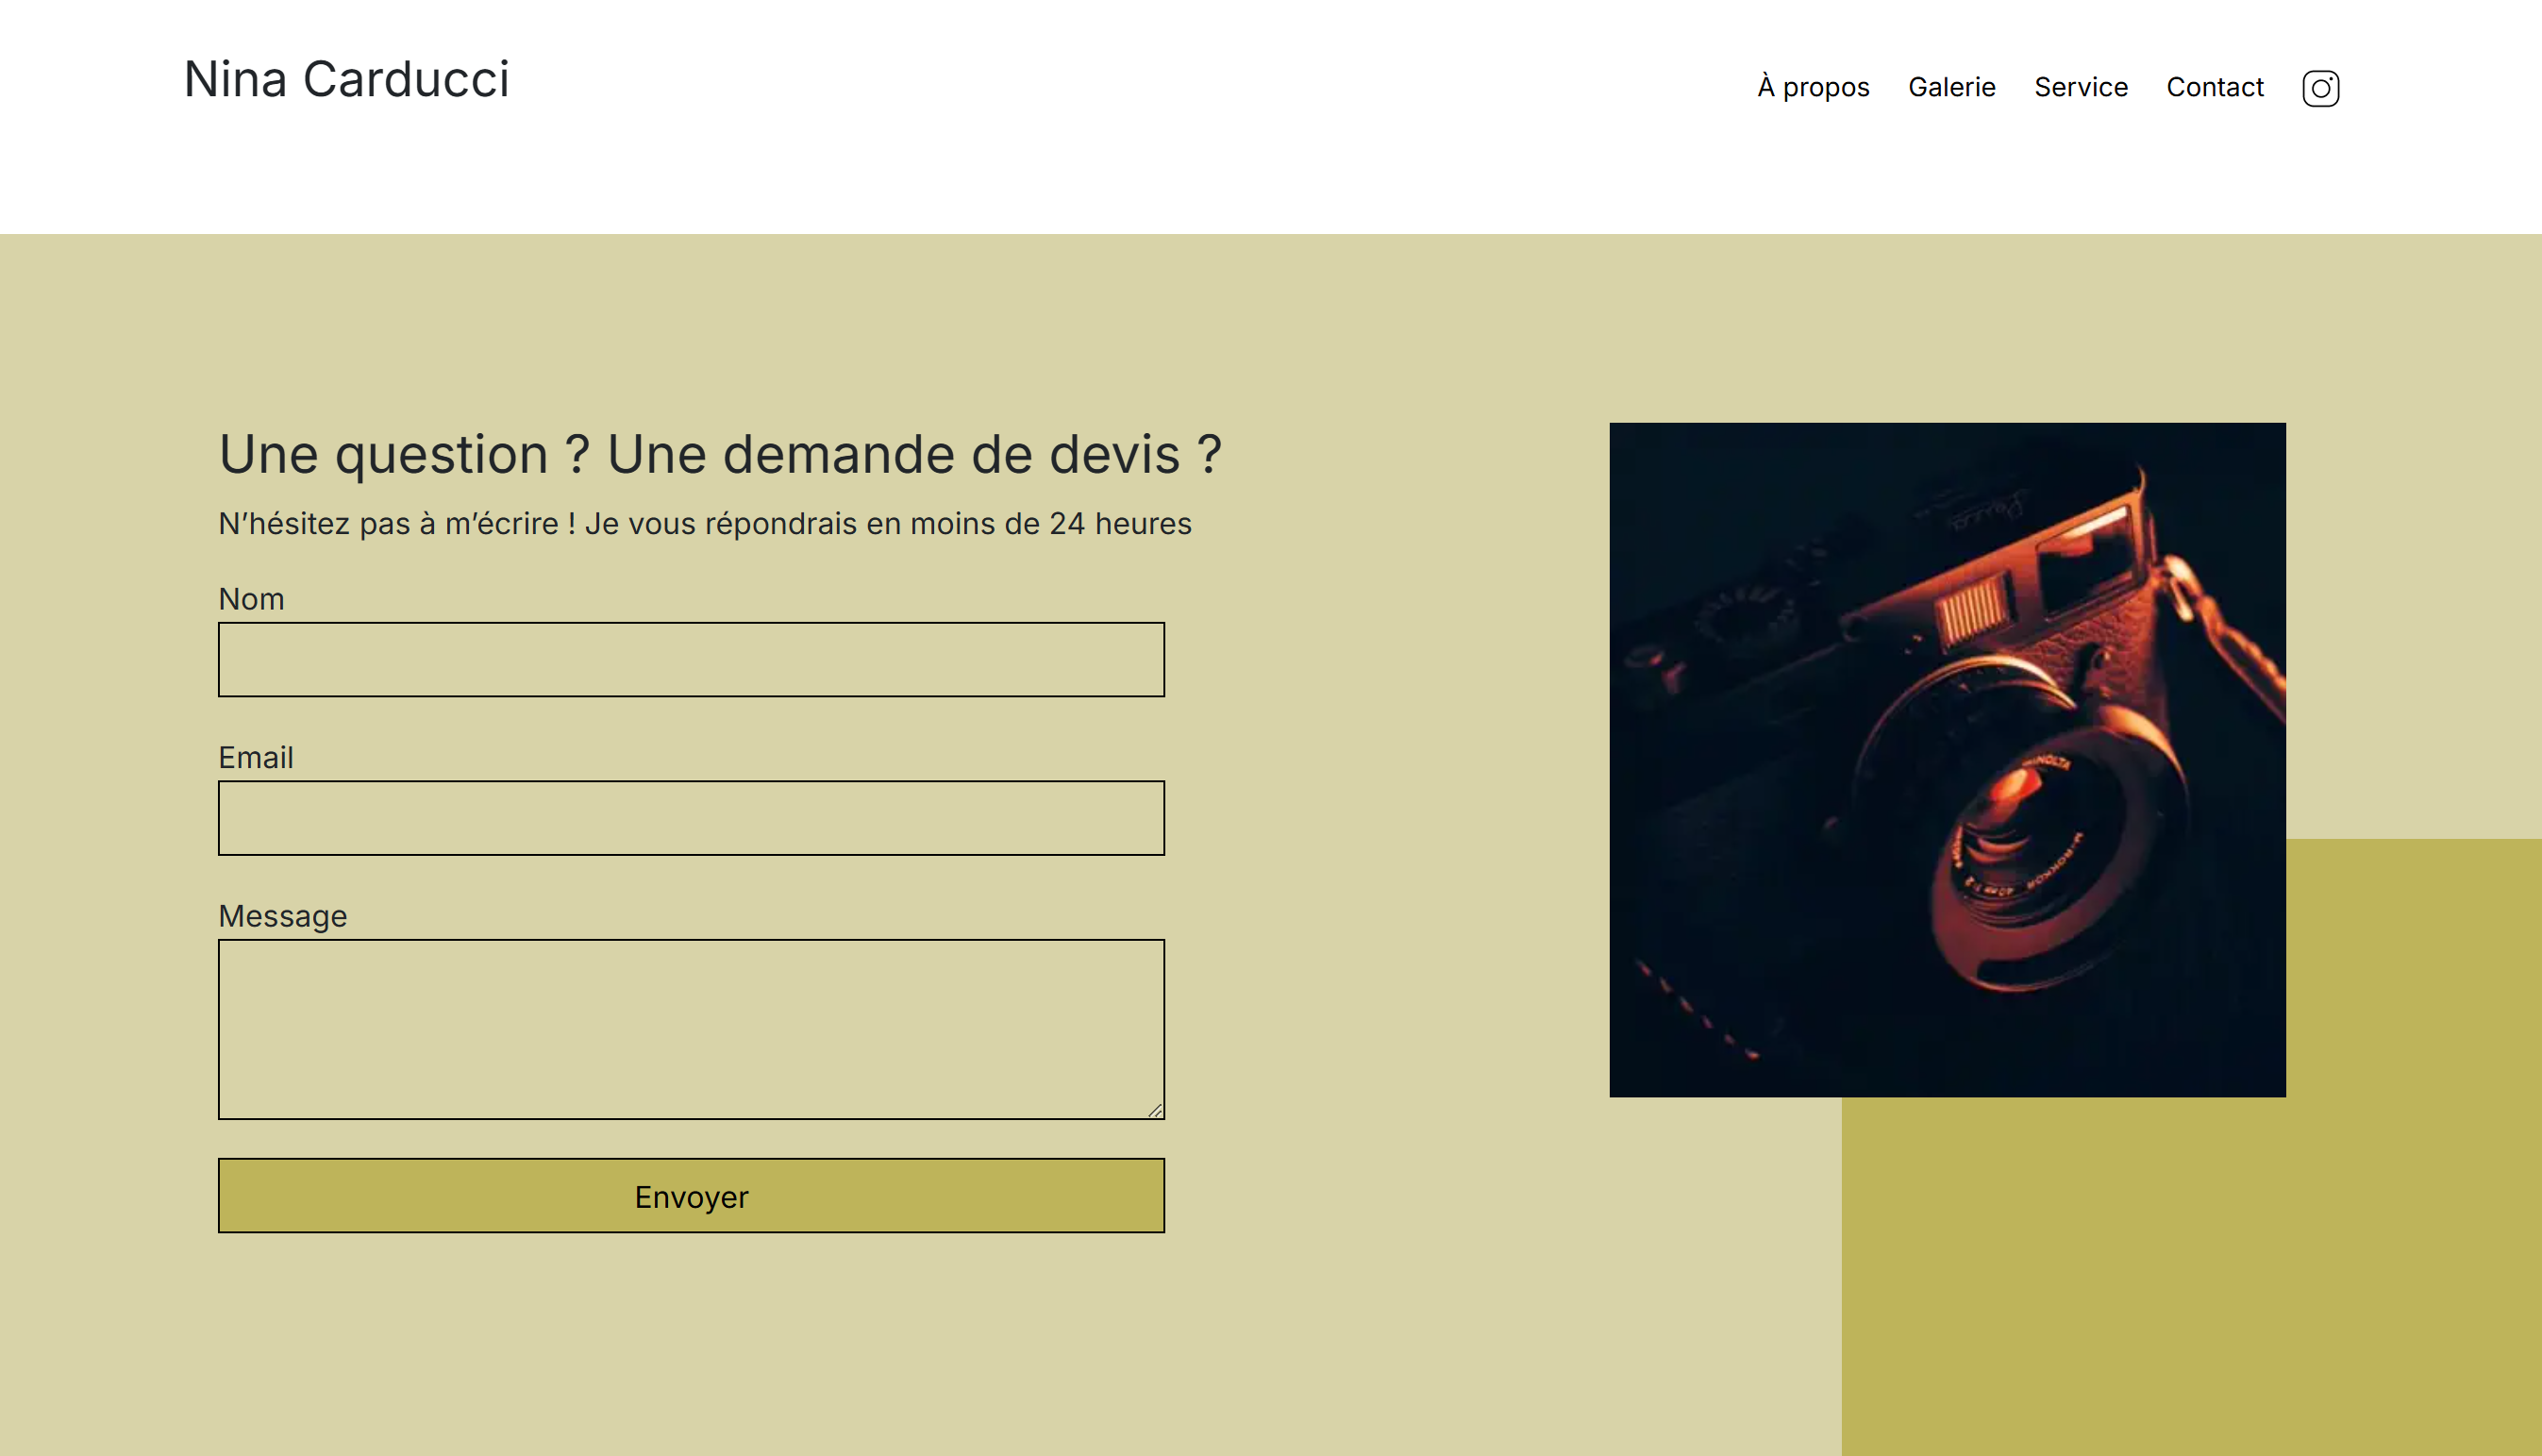 Nina Carducci
À propos Galerie Service Contact
Une question ? Une demande de devis ?
N’hésitez pas à m’écrire ! Je vous répondrais en moins de 24 heures
Nom
Email
Message
Envoyer
MINOLTA